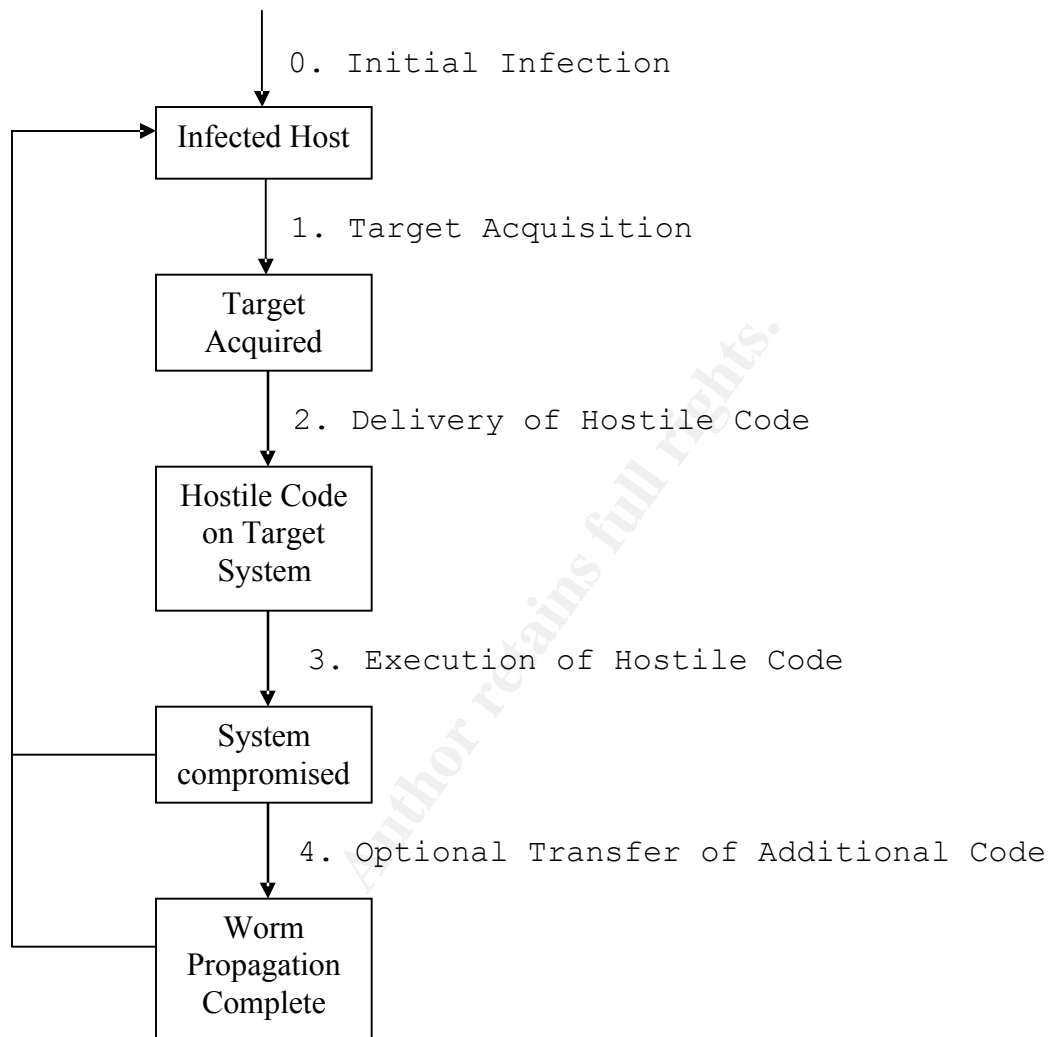 0. Initial Infection
Infected Host
1. Target Acquisition
Target
Acquired
2. Delivery of Hostile Code
Hostile Code
on Target
System
3. Execution of Hostile Code
System
compromised
4. Optional Transfer of Additional Code
Worm
Propagation
Complete
Author retains full rights.